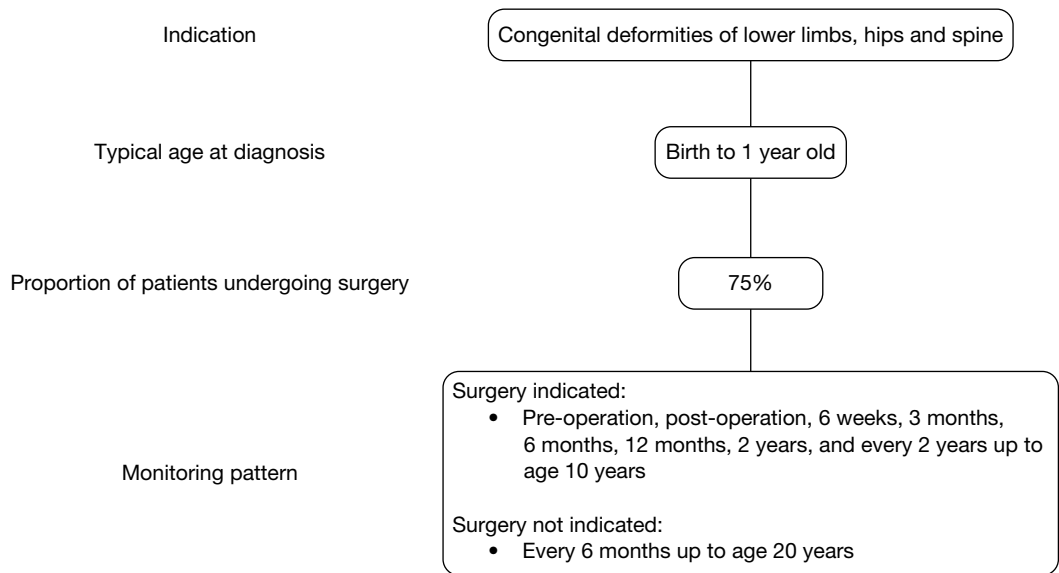 Indication
Congenital deformities of lower limbs, hips and spine
Typical age at diagnosis
Birth to 1 year old
Proportion of patients undergoing surgery
75%
Monitoring pattern
Surgery indicated:
• Pre-operation, post-operation, 6 weeks, 3 months,
6 months, 12 months, 2 years, and every 2 years up to
age 10 years
Surgery not indicated:
• Every 6 months up to age 20 years